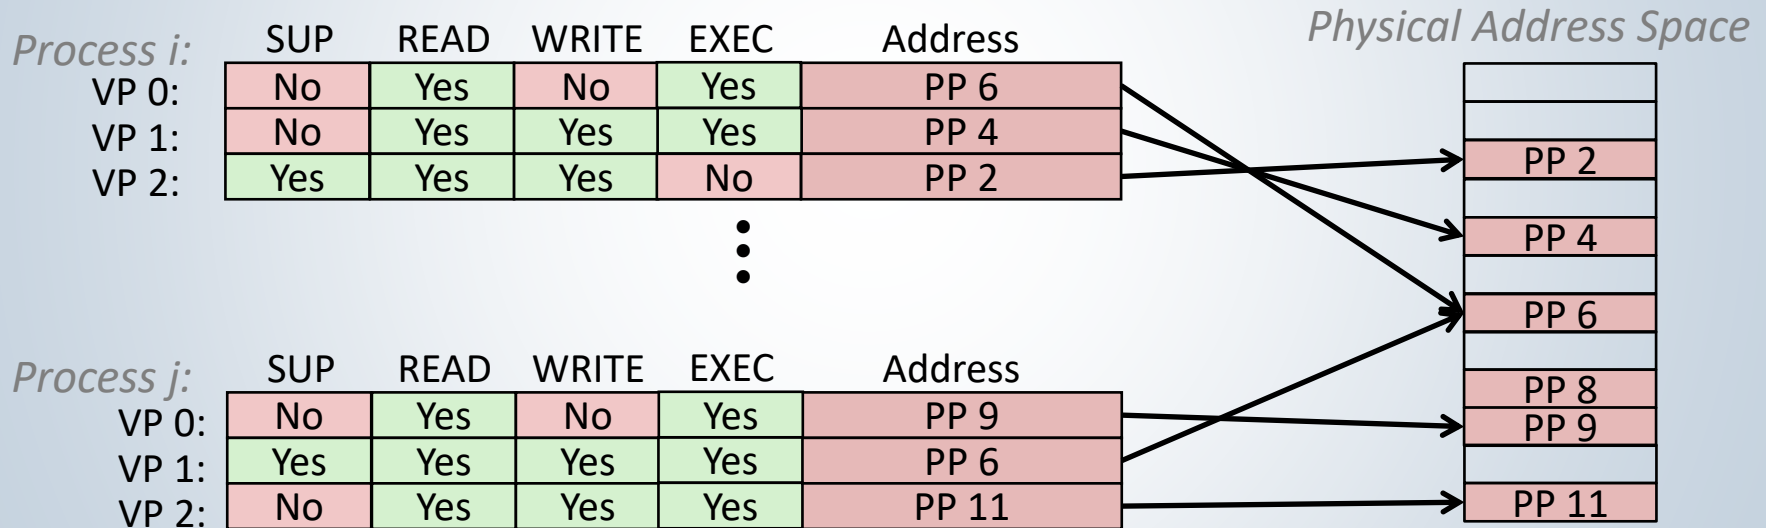 Physical Address Space
Process i: SUP READ WRITE EXEC Address
VP 0: No Yes No Yes PP 6
VP 1: No Yes Yes Yes PP 4
VP 2: Yes Yes Yes No PP 2
PP 2
PP 4
PP 6
PP 8
PP 9
PP 11
Process j: SUP READ WRITE EXEC Address
VP 0: No Yes No Yes PP 9
VP 1: Yes Yes Yes Yes PP 6
VP 2: No Yes Yes Yes PP 11